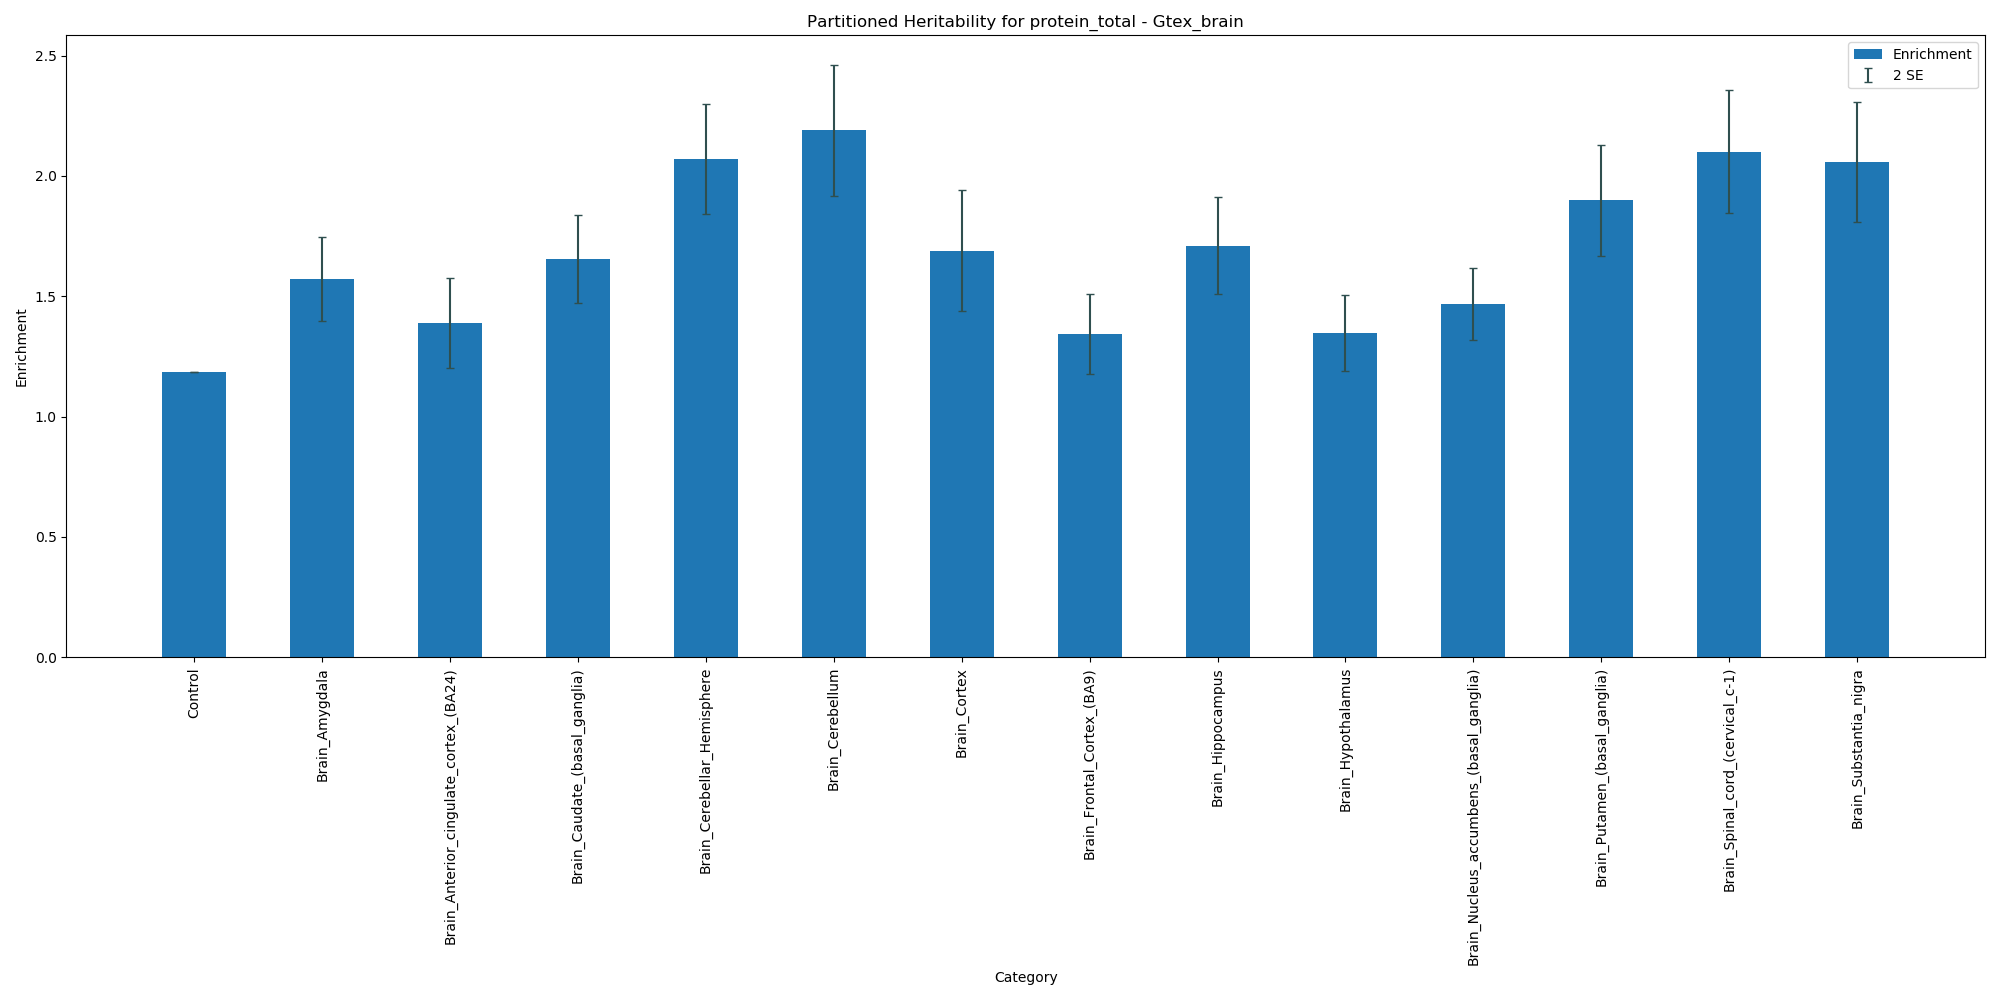 Partitioned Heritability for protein_total - Gtex_brain
Enrichment
2 SE
2.5
2.0
1.5
1.0
0.5
0.0
Enrichment
Control
Brain_Amygdala
Brain_Anterior_cingulate_cortex_(BA24)
Brain_Caudate_(basal_ganglia)
Brain_Cerebellar_Hemisphere
Brain_Cerebellum
Brain_Cortex
Brain_Frontal_Cortex_(BA9)
Brain_Hippocampus
Brain_Hypothalamus
Brain_Nucleus_accumbens_(basal_ganglia)
Brain_Putamen_(basal_ganglia)
Brain_Spinal_cord_(cervical_c-1)
Brain_Substantia_nigra
Category